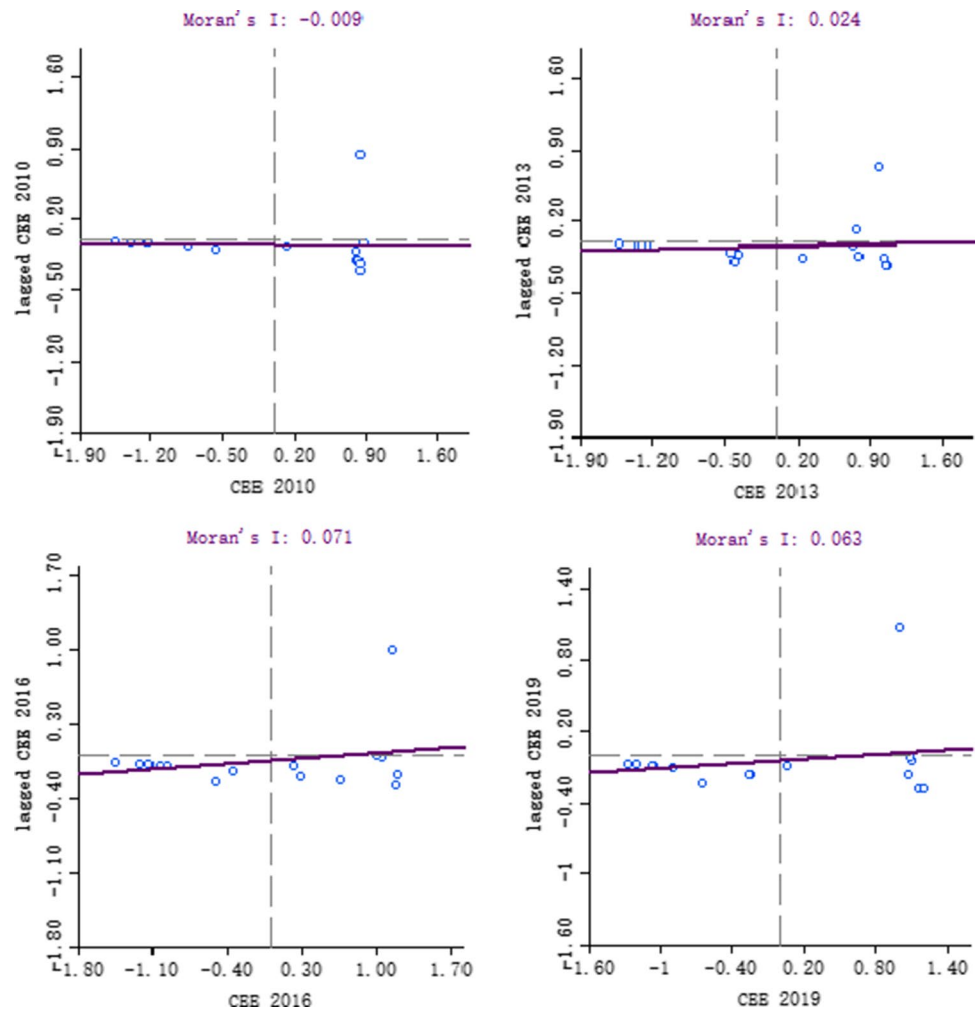 Moran's I: -0.009
lagged CEE 2010
1.60
0.90
0.20
-0.50
-1.20
-1.90
-1.90 -1.20 -0.50 0.20 0.90 1.60
CEE 2010
Moran's I: 0.024
lagged CEE 2013
1.60
0.90
0.20
-0.50
-1.20
-1.90
-1.90 -1.20 -0.50 0.20 0.90 1.60
CEE 2013
Moran's I: 0.071
lagged CEE 2016
1.70
1.00
0.30
-0.40
-1.10
-1.80
-1.80 -1.10 -0.40 0.30 1.00 1.70
CEE 2016
Moran's I: 0.063
lagged CEE 2019
1.40
0.80
0.20
-0.40
-1
-1.60
-1.60 -1 -0.40 0.20 0.80 1.40
CEE 2019